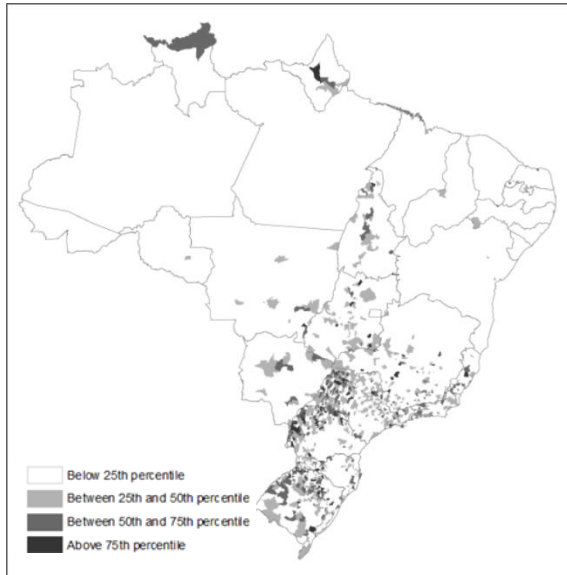 Below 25th percentile
Between 25th and 50th percentile
Between 50th and 75th percentile
Above 75th percentile